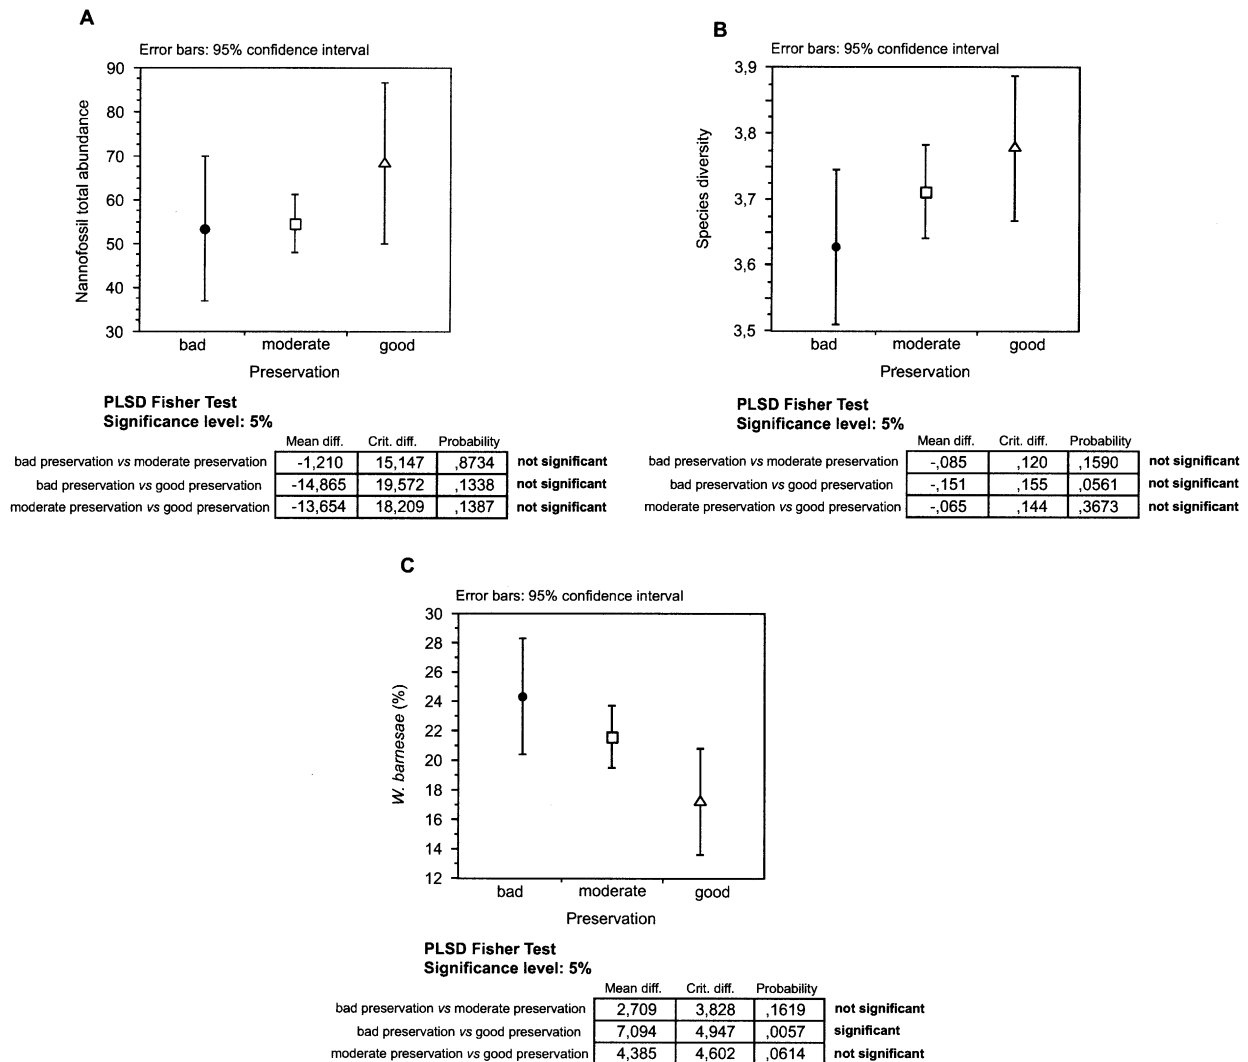 A
Error bars: 95% confidence interval
90
80
70
60
50
40
30
Nannofossil total abundance
bad moderate good
Preservation
PLSD Fisher Test
Significance level: 5%
Mean diff. Crit. diff. Probability
bad preservation vs moderate preservation -1,210 15,147 ,8734 not significant
bad preservation vs good preservation -14,865 19,572 ,1338 not significant
moderate preservation vs good preservation -13,654 18,209 ,1387 not significant
B
Error bars: 95% confidence interval
3,9
3,8
3,7
3,6
3,5
Species diversity
bad moderate good
Preservation
PLSD Fisher Test
Significance level: 5%
Mean diff. Crit. diff. Probability
bad preservation vs moderate preservation -,085 ,120 ,1590 not significant
bad preservation vs good preservation -,151 ,155 ,0561 not significant
moderate preservation vs good preservation -,065 ,144 ,3673 not significant
C
Error bars: 95% confidence interval
30
28
26
24
22
20
18
16
14
12
W. barnesae (%)
bad moderate good
Preservation
PLSD Fisher Test
Significance level: 5%
Mean diff. Crit. diff. Probability
bad preservation vs moderate preservation 2,709 3,828 ,1619 not significant
bad preservation vs good preservation 7,094 4,947 ,0057 significant
moderate preservation vs good preservation 4,385 4,602 ,0614 not significant